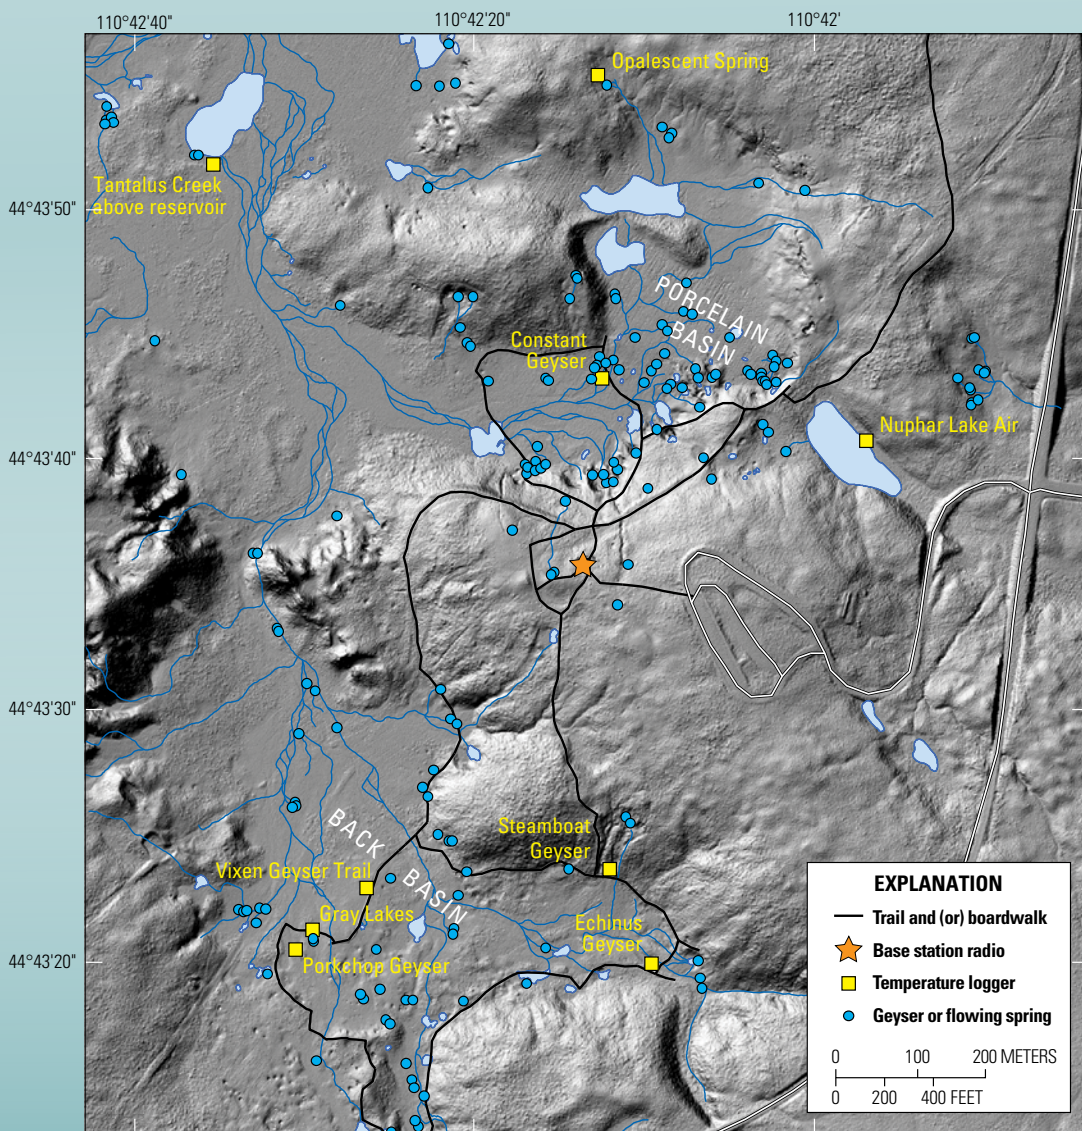 110°42'40"
110°42'20"
110°42'
Opalescent Spring
Tantalus Creek
above reservoir
44°43'50"
PORCELAIN
BASIN
Constant
Geyser
Nuphar Lake Air
44°43'40"
44°43'30"
BACK
BASIN
Steamboat
Geyser
Vixen Geyser Trail
Gray Lakes
Echinus
Geyser
Porkchop Geyser
44°43'20"
EXPLANATION
Trail and (or) boardwalk
Base station radio
Temperature logger
Geyser or flowing spring
0 100 200 METERS
0 200 400 FEET